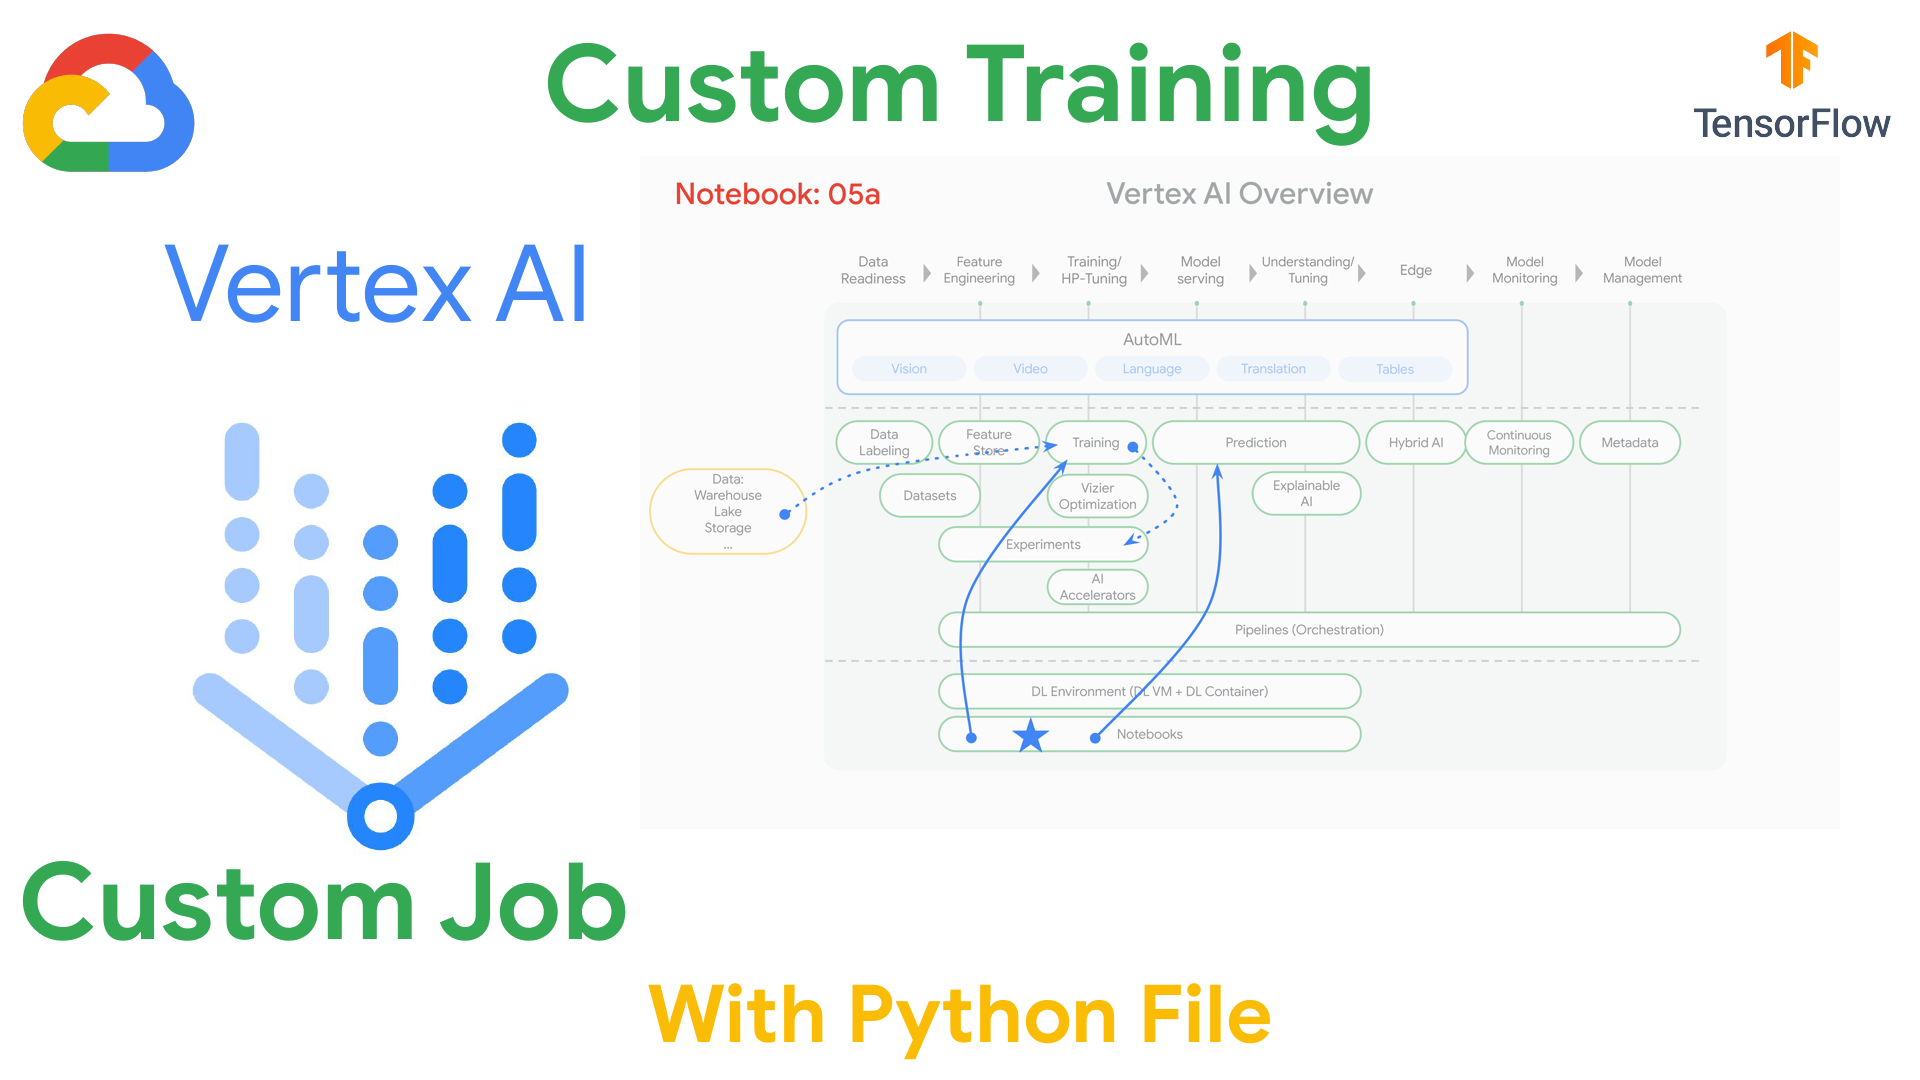 Custom Training
TensorFlow
Notebook: 05a
Vertex AI Overview
Vertex AI
Data
Readiness
Feature
Engineering
Training/
HP-Tuning
Model
serving
Understanding/
Tuning
Edge
Model
Monitoring
Model
Management
AutoML
Vision
Video
Language
Translation
Tables
Data
Labeling
Feature
Store
Training
Prediction
Hybrid AI
Continuous
Monitoring
Metadata
Data:
Warehouse
Lake
Storage
...
Datasets
Vizier
Optimization
Explainable
AI
Experiments
AI
Accelerators
Pipelines (Orchestration)
DL Environment (DL VM + DL Container)
Notebooks
Custom Job
With Python File